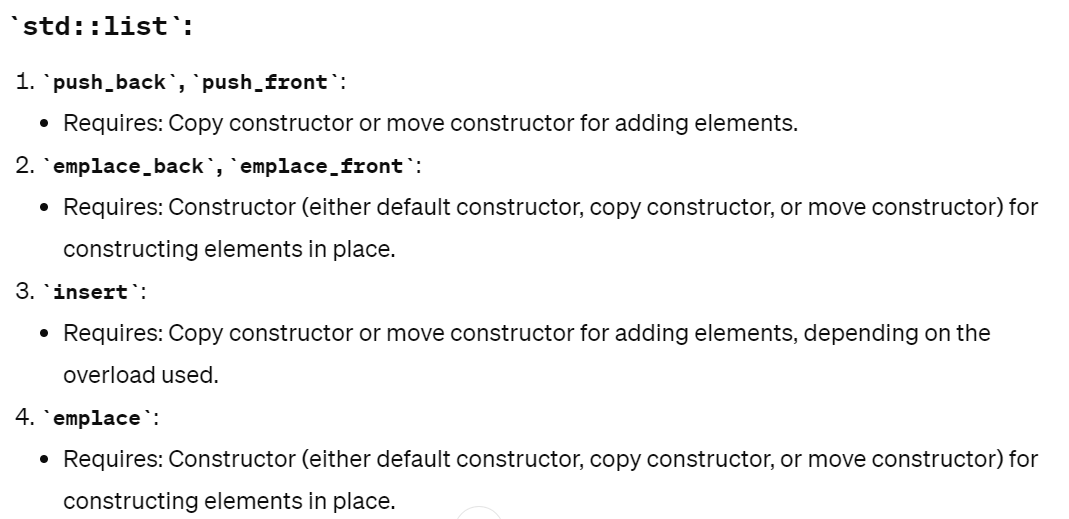 `std::list`:
1. `push_back`, `push_front`:
• Requires: Copy constructor or move constructor for adding elements.
2. `emplace_back`, `emplace_front`:
• Requires: Constructor (either default constructor, copy constructor, or move constructor) for
constructing elements in place.
3. `insert`:
• Requires: Copy constructor or move constructor for adding elements, depending on the
overload used.
4. `emplace`:
• Requires: Constructor (either default constructor, copy constructor, or move constructor) for
constructing elements in place.